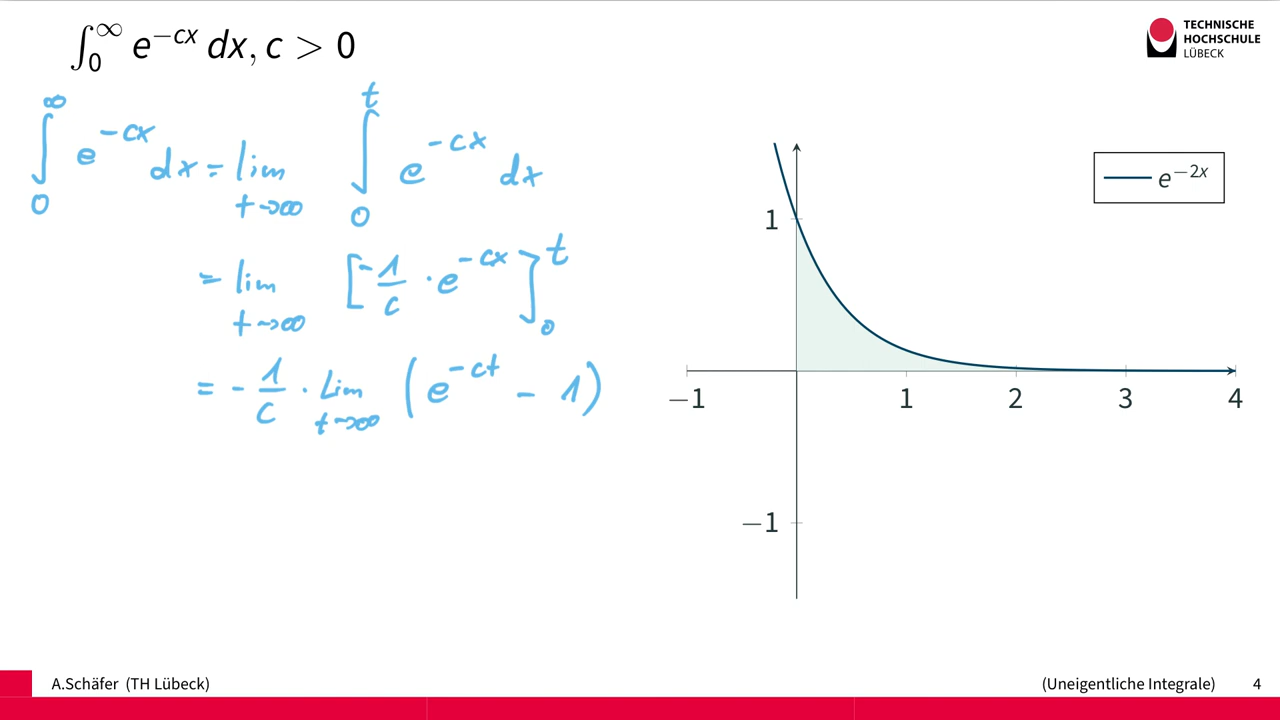 ∫₀^∞ e^{−cx} dx, c > 0
TECHNISCHE
HOCHSCHULE
LÜBECK
∫₀^∞ e^{−cx} dx = lim_{t→∞} ∫₀^t e^{−cx} dx
= lim_{t→∞} [−1/c · e^{−cx}]₀^t
= − 1/c · lim_{t→∞} (e^{−ct} − 1)
e^{−2x}
1
−1 1 2 3 4
−1
A.Schäfer (TH Lübeck) (Uneigentliche Integrale) 4